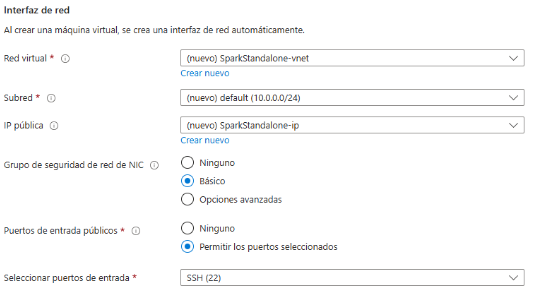 Interfaz de red
Al crear una máquina virtual, se crea una interfaz de red automáticamente.
Red virtual *
(nuevo) SparkStandalone-vnet
Crear nuevo
Subred *
(nuevo) default (10.0.0.0/24)
IP pública
(nuevo) SparkStandalone-ip
Crear nuevo
Grupo de seguridad de red de NIC
Ninguno
Básico
Opciones avanzadas
Puertos de entrada públicos *
Ninguno
Permitir los puertos seleccionados
Seleccionar puertos de entrada *
SSH (22)